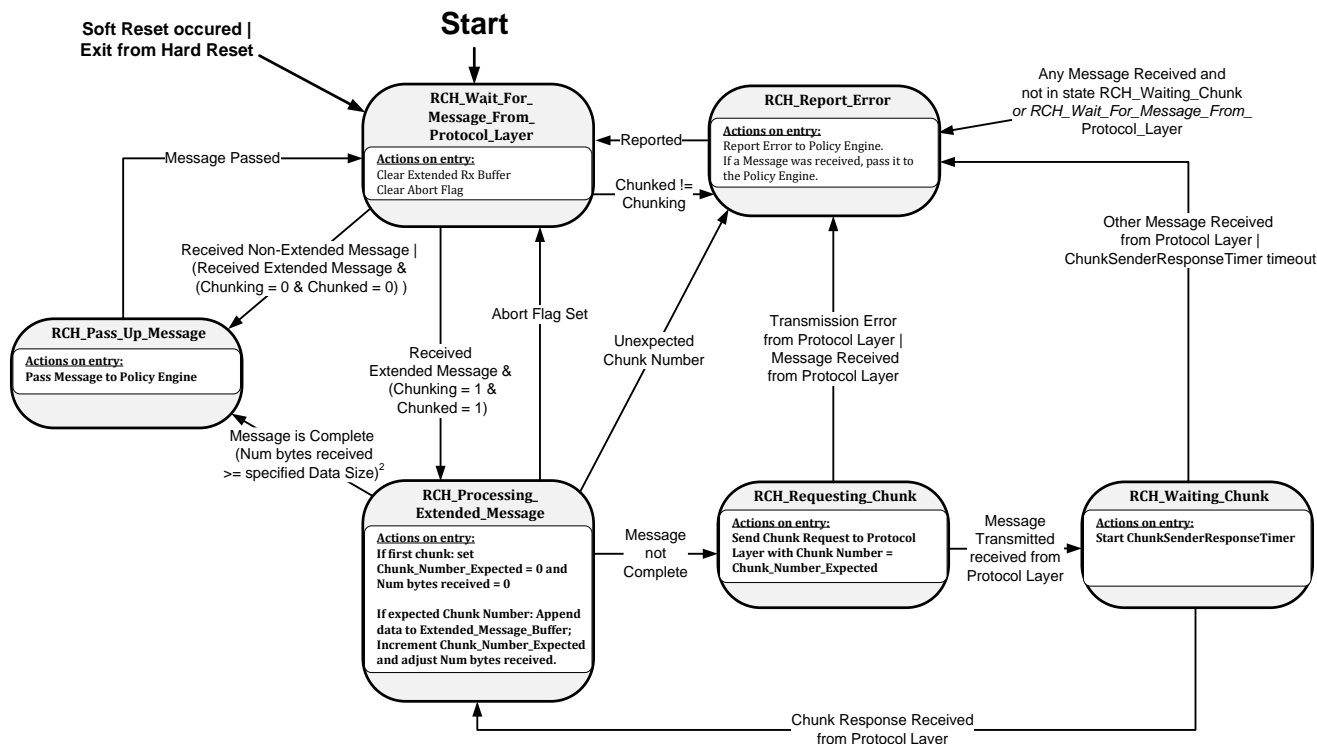 Soft Reset occured |
Exit from Hard Reset
Start
RCH_Wait_For_
Message_From_
Protocol_Layer
Actions on entry:
Clear Extended Rx Buffer
Clear Abort Flag
RCH_Report_Error
Actions on entry:
Report Error to Policy Engine.
If a Message was received, pass it to
the Policy Engine.
Any Message Received and
not in state RCH_Waiting_Chunk
or RCH_Wait_For_Message_From_
Protocol_Layer
Message Passed
Reported
Chunked !=
Chunking
Received Non-Extended Message |
(Received Extended Message &
(Chunking = 0 & Chunked = 0) )
Other Message Received
from Protocol Layer |
ChunkSenderResponseTimer timeout
RCH_Pass_Up_Message
Actions on entry:
Pass Message to Policy Engine
Abort Flag Set
Received
Extended Message &
(Chunking = 1 &
Chunked = 1)
Unexpected
Chunk Number
Transmission Error
from Protocol Layer |
Message Received
from Protocol Layer
Message is Complete
(Num bytes received
>= specified Data Size)2
RCH_Processing_
Extended_Message
Actions on entry:
If first chunk: set
Chunk_Number_Expected = 0 and
Num bytes received = 0
If expected Chunk Number: Append
data to Extended_Message_Buffer;
Increment Chunk_Number_Expected
and adjust Num bytes received.
Message
not
Complete
RCH_Requesting_Chunk
Actions on entry:
Send Chunk Request to Protocol
Layer with Chunk Number =
Chunk_Number_Expected
Message
Transmitted
received from
Protocol Layer
RCH_Waiting_Chunk
Actions on entry:
Start ChunkSenderResponseTimer
Chunk Response Received
from Protocol Layer